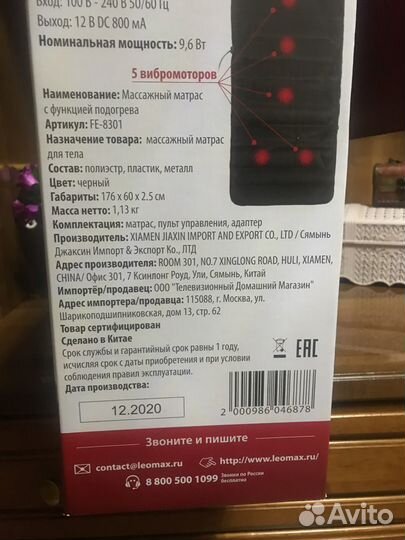 Вход: 100 В - 240 В 50/60 Гц
Выход: 12 В DC 800 мА
Номинальная мощность: 9,6 Вт
5 вибромоторов
Наименование: Массажный матрас
с функцией подогрева
Артикул: FE-8301
Назначение товара: массажный матрас
для тела
Состав: полиэстр, пластик, металл
Цвет: черный
Габариты: 176 x 60 x 2.5 см
Масса нетто: 1,13 кг
Комплектация: матрас, пульт управления, адаптер
Производитель: XIAMEN JIAXIN IMPORT AND EXPORT CO., LTD / Сямынь
Джаксин Импорт & Экспорт Ко., ЛТД
Адрес производителя: ROOM 301, NO.7 XINGLONG ROAD, HULI, XIAMEN,
CHINA/ Офис 301, 7 Ксинлонг Роуд, Ули, Сямынь, Китай
Импортёр/продавец: ООО "Телевизионный Домашний Магазин"
Адрес импортера/продавца: 115088, г. Москва, ул.
Шарикоподшипниковская, дом 13, стр. 62
Товар сертифицирован
Сделано в Китае
Срок службы и гарантийный срок равны 1 году,
исчисляя срок с даты приобретения и при условии
соблюдения правил эксплуатации.
Дата производства:
12.2020
EAC
2 000986 046878
Звоните и пишите
contact@leomax.ru
http://www.leomax.ru/
8 800 500 1099
Звонки по России
бесплатно
Avito